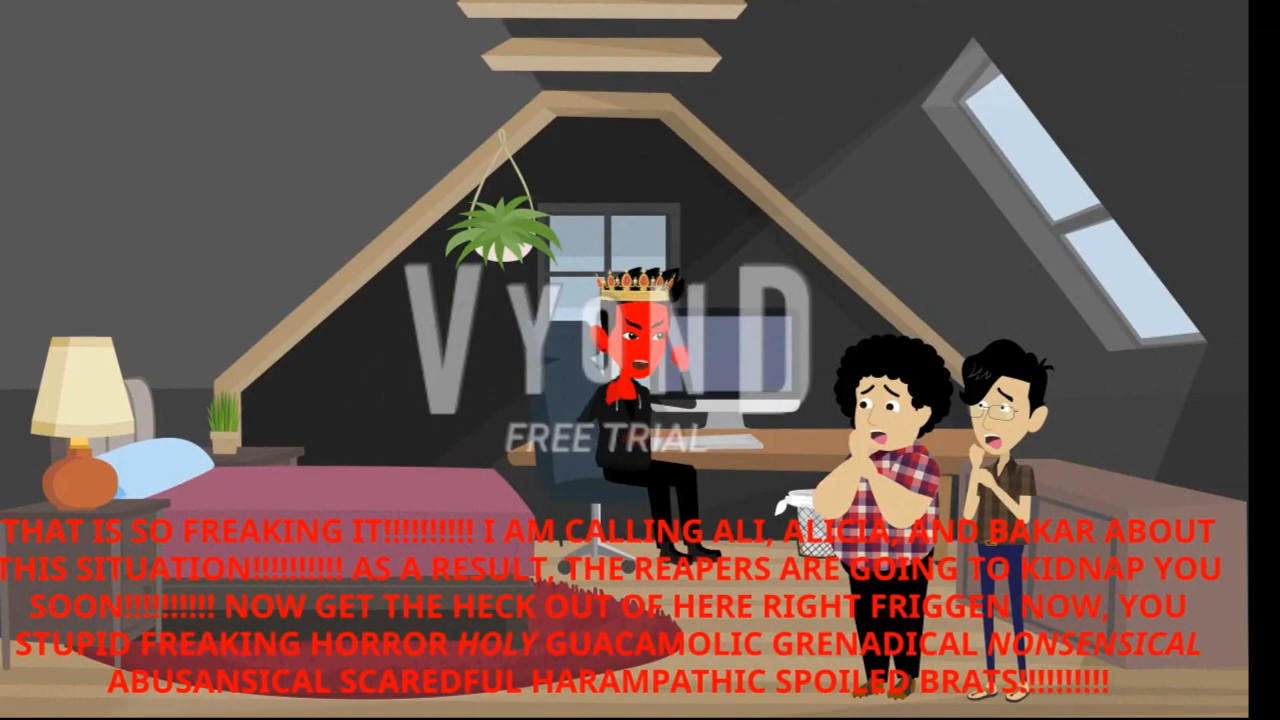 VYOND
FREE TRIAL
THAT IS SO FREAKING IT!!!!!!!!!! I AM CALLING ALI, ALICIA, AND BAKAR ABOUT
THIS SITUATION!!!!!!!!!! AS A RESULT, THE REAPERS ARE GOING TO KIDNAP YOU
SOON!!!!!!!!!! NOW GET THE HECK OUT OF HERE RIGHT FRIGGEN NOW, YOU
STUPID FREAKING HORROR HOLY GUACAMOLIC GRENADICAL NONSENSICAL
ABUSANSICAL SCAREDFUL HARAMPATHIC SPOILED BRATS!!!!!!!!!!